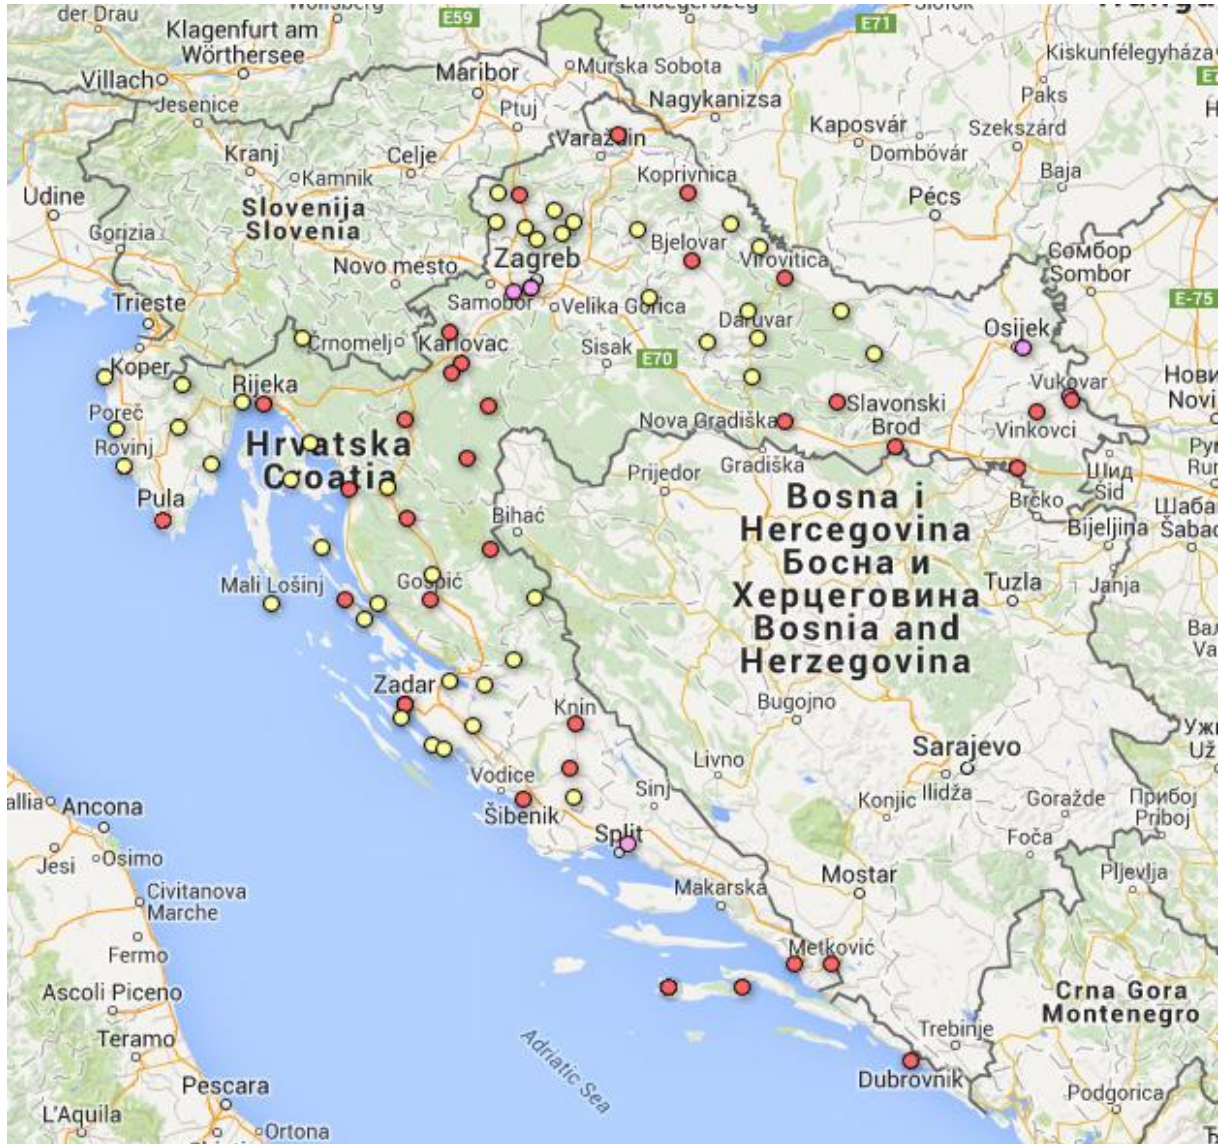 der Drau
Wolfsberg
E59
Zalaegerszeg
E71
Siófok
Klagenfurt am
Wörthersee
Kiskunfélegyháza
Maribor
Murska Sobota
Villach
Jesenice
Ptuj
Nagykanizsa
Paks
Kaposvár
Szekszárd
Varaždin
Dombóvár
Kranj
Celje
Kamnik
Koprivnica
Baja
Udine
Slovenija
Slovenia
Pécs
Gorizia
Bjelovar
Сомбор
Sombor
Novo mesto
Zagreb
Virovitica
Trieste
Samobor
Velika Gorica
E-75
Daruvar
Osijek
Črnomelj
Karlovac
Sisak
E70
Koper
Rijeka
Vukovar
Нови
Novi
Poreč
Nova Gradiška
Slavonski
Brod
Vinkovci
Rovinj
Hrvatska
Croatia
Prijedor
Gradiška
Шид
Šid
Pula
Brčko
Bihać
Bosna i
Hercegovina
Босна и
Херцеговина
Bosnia and
Herzegovina
Bijeljina
Шаба
Šabac
Mali Lošinj
Gospić
Tuzla
Janja
Zadar
Knin
Bugojno
Sarajevo
Ужи
Už
Vodice
Livno
Sinj
Konjic
Ilidža
Goražde
Прибој
Priboj
Ancona
Šibenik
Split
Foča
Jesi
Osimo
Pljevlja
Civitanova
Marche
Makarska
Mostar
Fermo
Metković
Ascoli Piceno
Crna Gora
Montenegro
Teramo
Trebinje
Adriatic Sea
Dubrovnik
Pescara
Podgorica
L'Aquila
Ortona